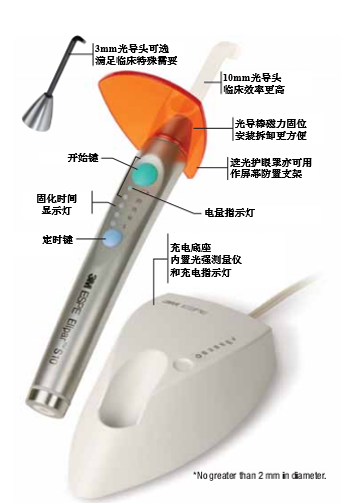 3mm光导头可选
满足临床特殊需要
10mm光导头
临床效率更高
光导棒磁力固位
安装拆卸更方便
开始键
遮光护眼罩亦可用
作屏幕防置支架
固化时间
显示灯
电量指示灯
定时键
充电底座
内置光强测量仪
和充电指示灯
3M ESPE Elipar™ S10
3M ESPE
*No greater than 2 mm in diameter.